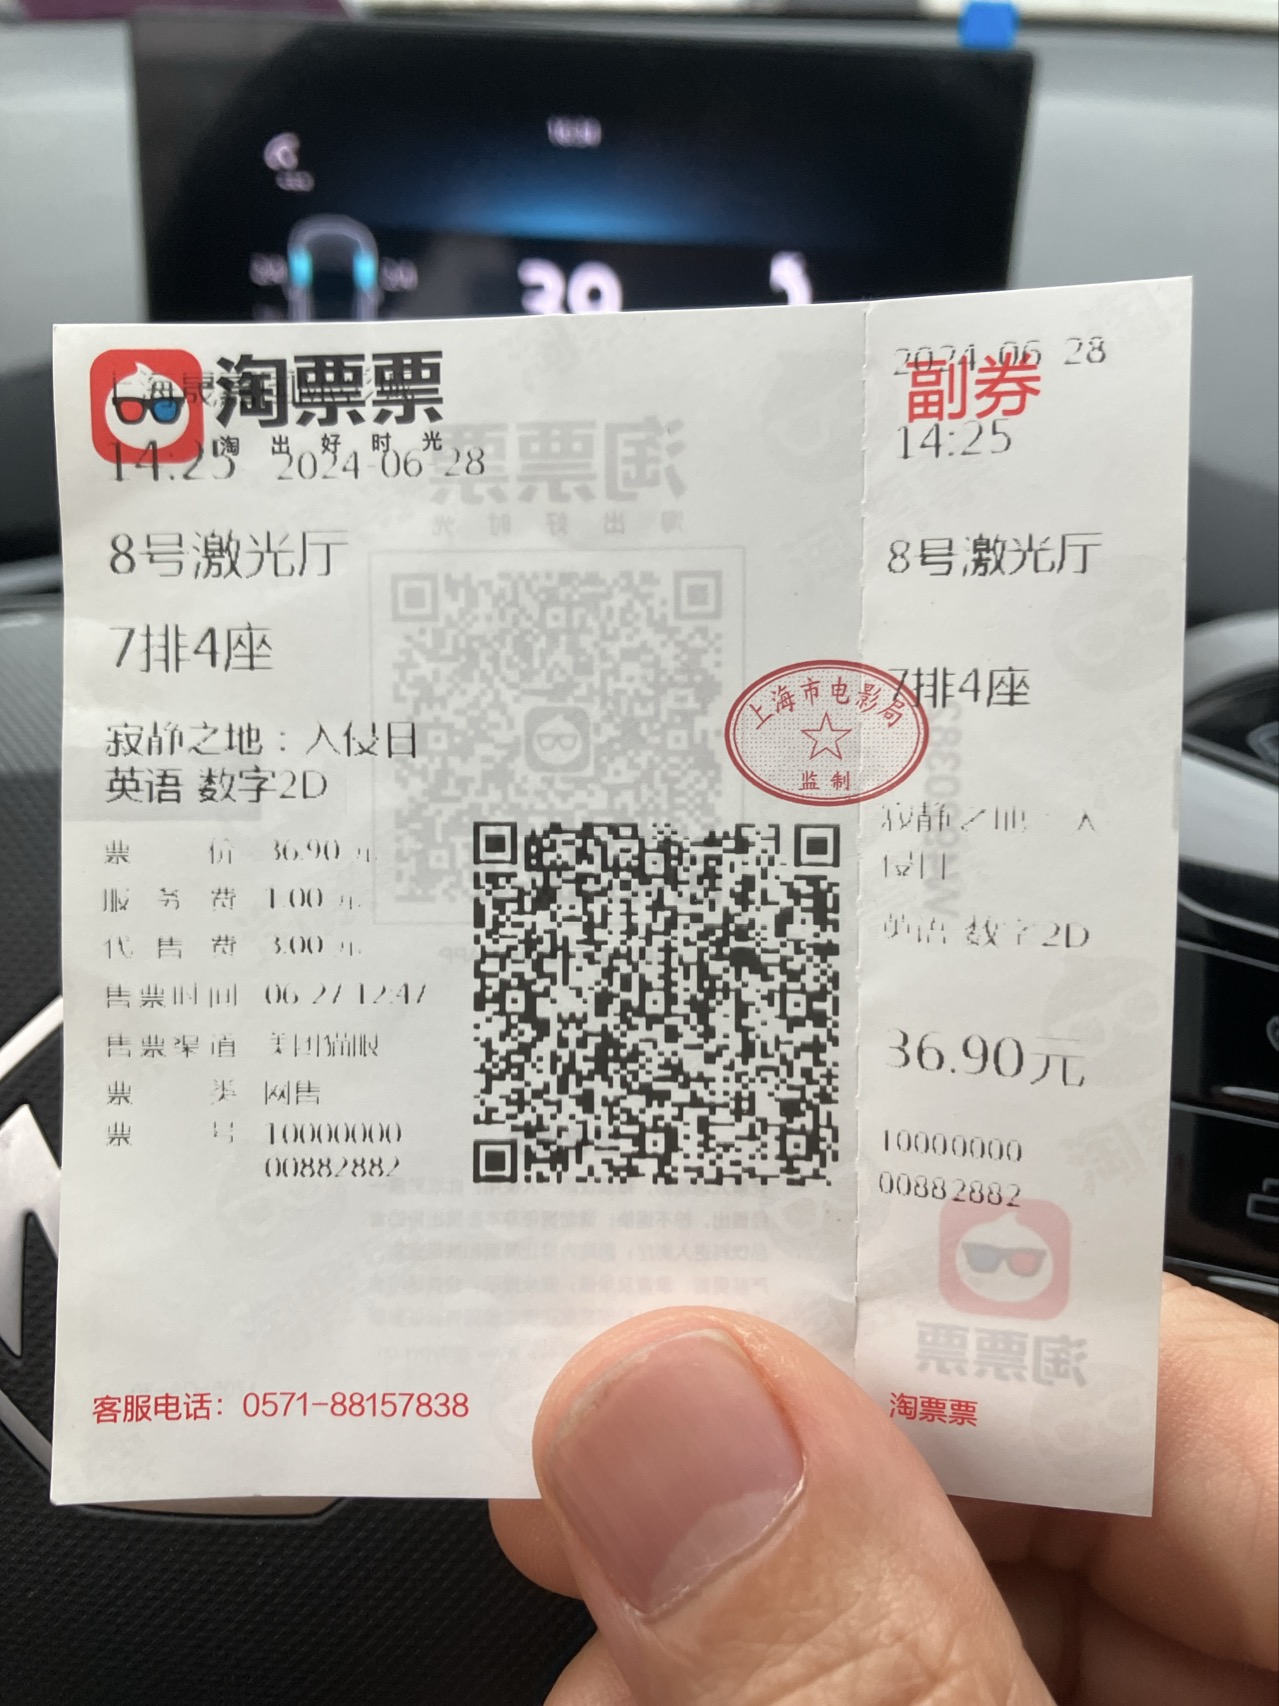 淘票票
淘出好时光
14:25 2024-06-28
8号激光厅
7排4座
寂静之地：入侵日
英语 数字2D
票价 36.90 元
服务费 1.00 元
代售费 3.00 元
售票时间 06-27 12:47
售票渠道 美团猫眼
票类 网售
票号 10000000
00882882
客服电话：0571-88157838
上海市电影局
监制
2024-06-28
副券
14:25
8号激光厅
7排4座
寂静之地：入
侵日
英语 数字2D
36.90元
10000000
00882882
淘票票
39